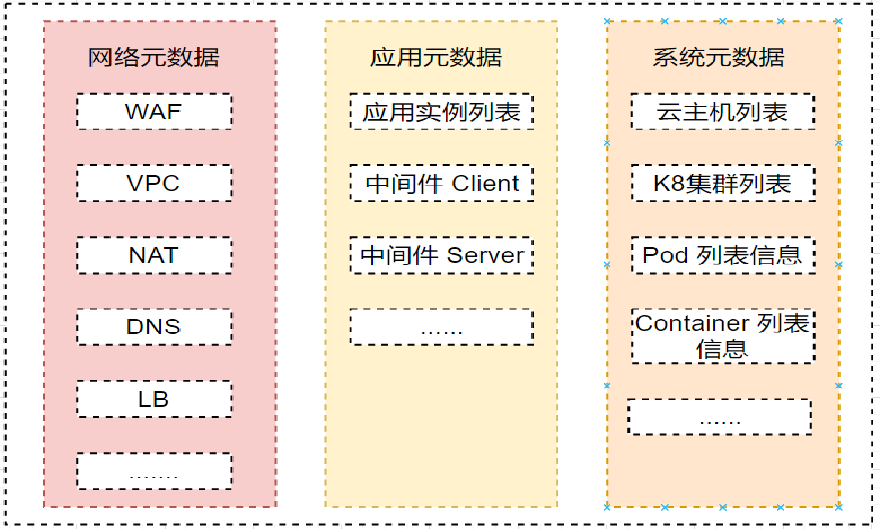 网络元数据
WAF
VPC
NAT
DNS
LB
.......
应用元数据
应用实例列表
中间件 Client
中间件 Server
......
系统元数据
云主机列表
K8集群列表
Pod 列表信息
Container 列表
信息
......